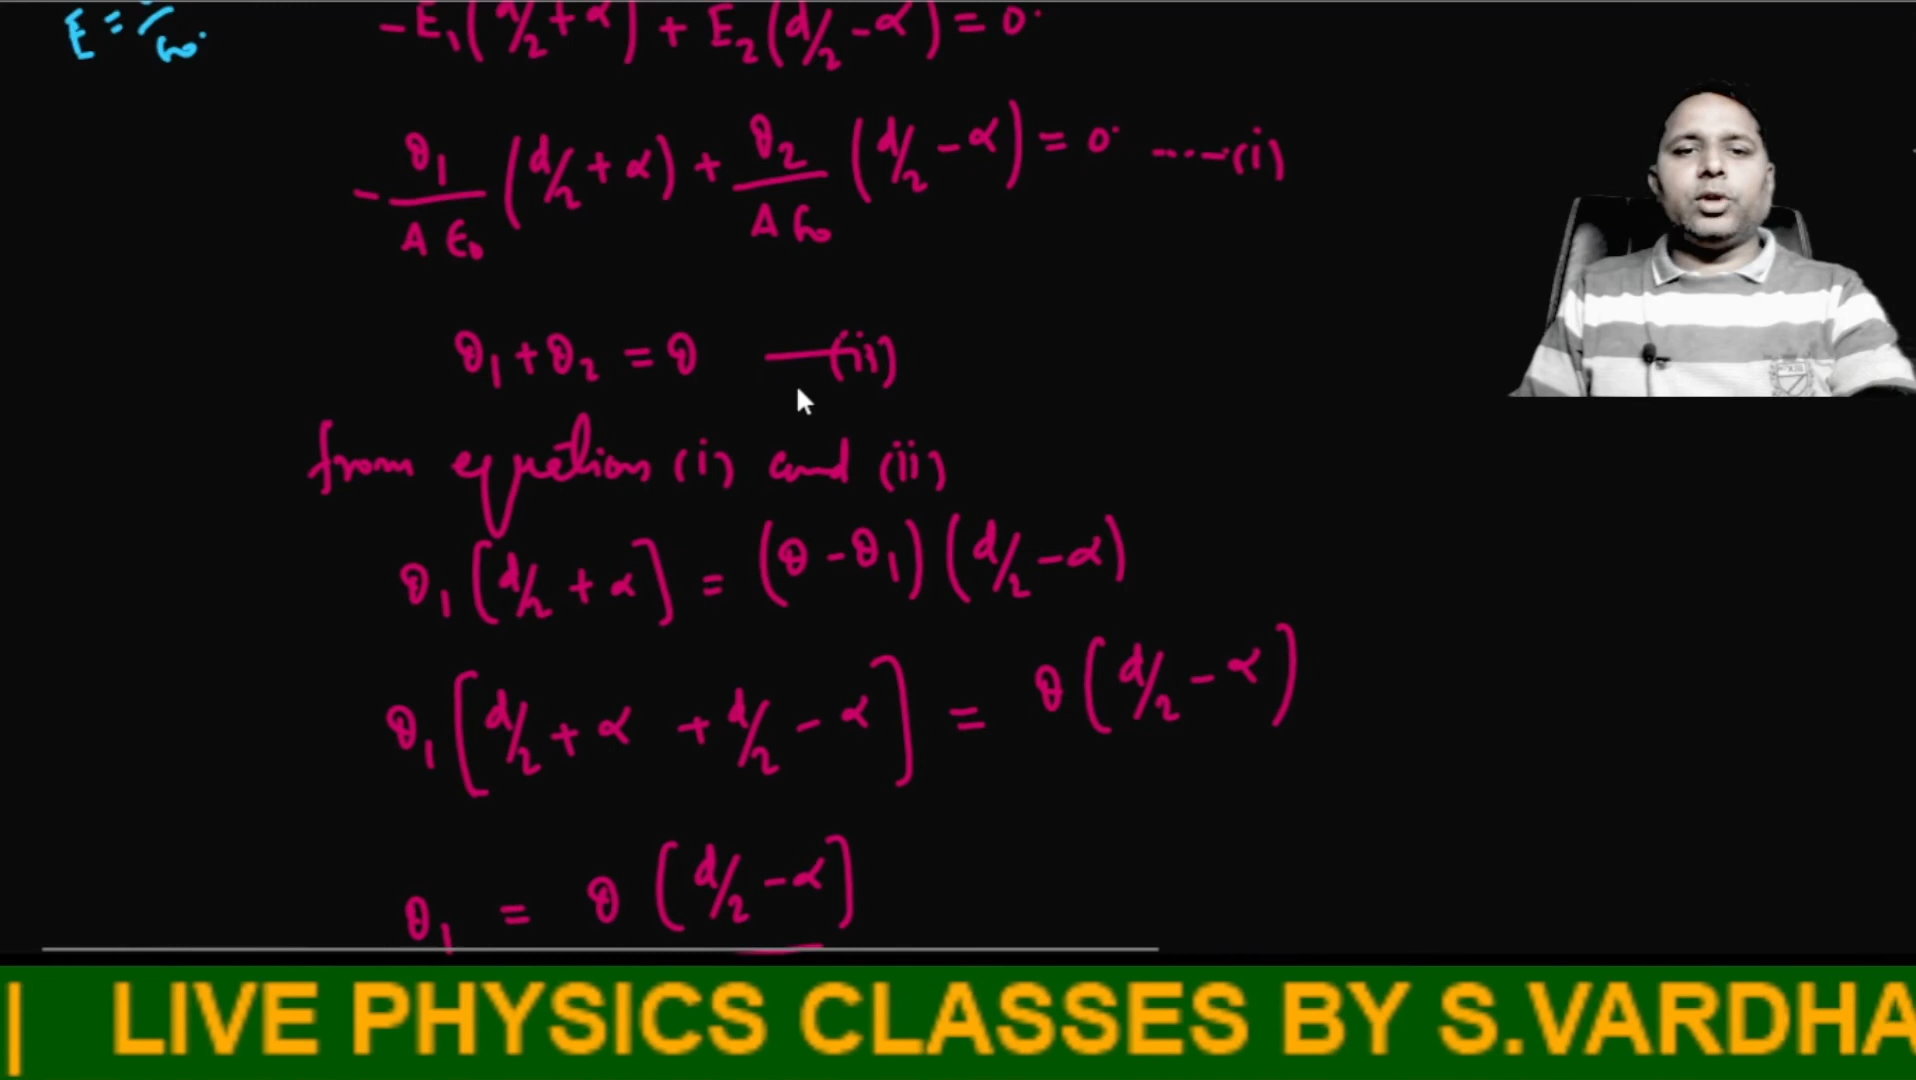 E = σ/ε₀.
-E₁(d/2 + x) + E₂(d/2 - x) = 0.
- Q₁/Aε₀ (d/2 + x) + Q₂/Aε₀ (d/2 - x) = 0. ----(i)
Q₁ + Q₂ = Q —(ii)
from equation (i) and (ii)
Q₁[d/2 + x] = (Q - Q₁)(d/2 - x)
Q₁[d/2 + x + d/2 - x] = Q(d/2 - x)
Q₁ = Q [d/2 - x]
| LIVE PHYSICS CLASSES BY S.VARDHA